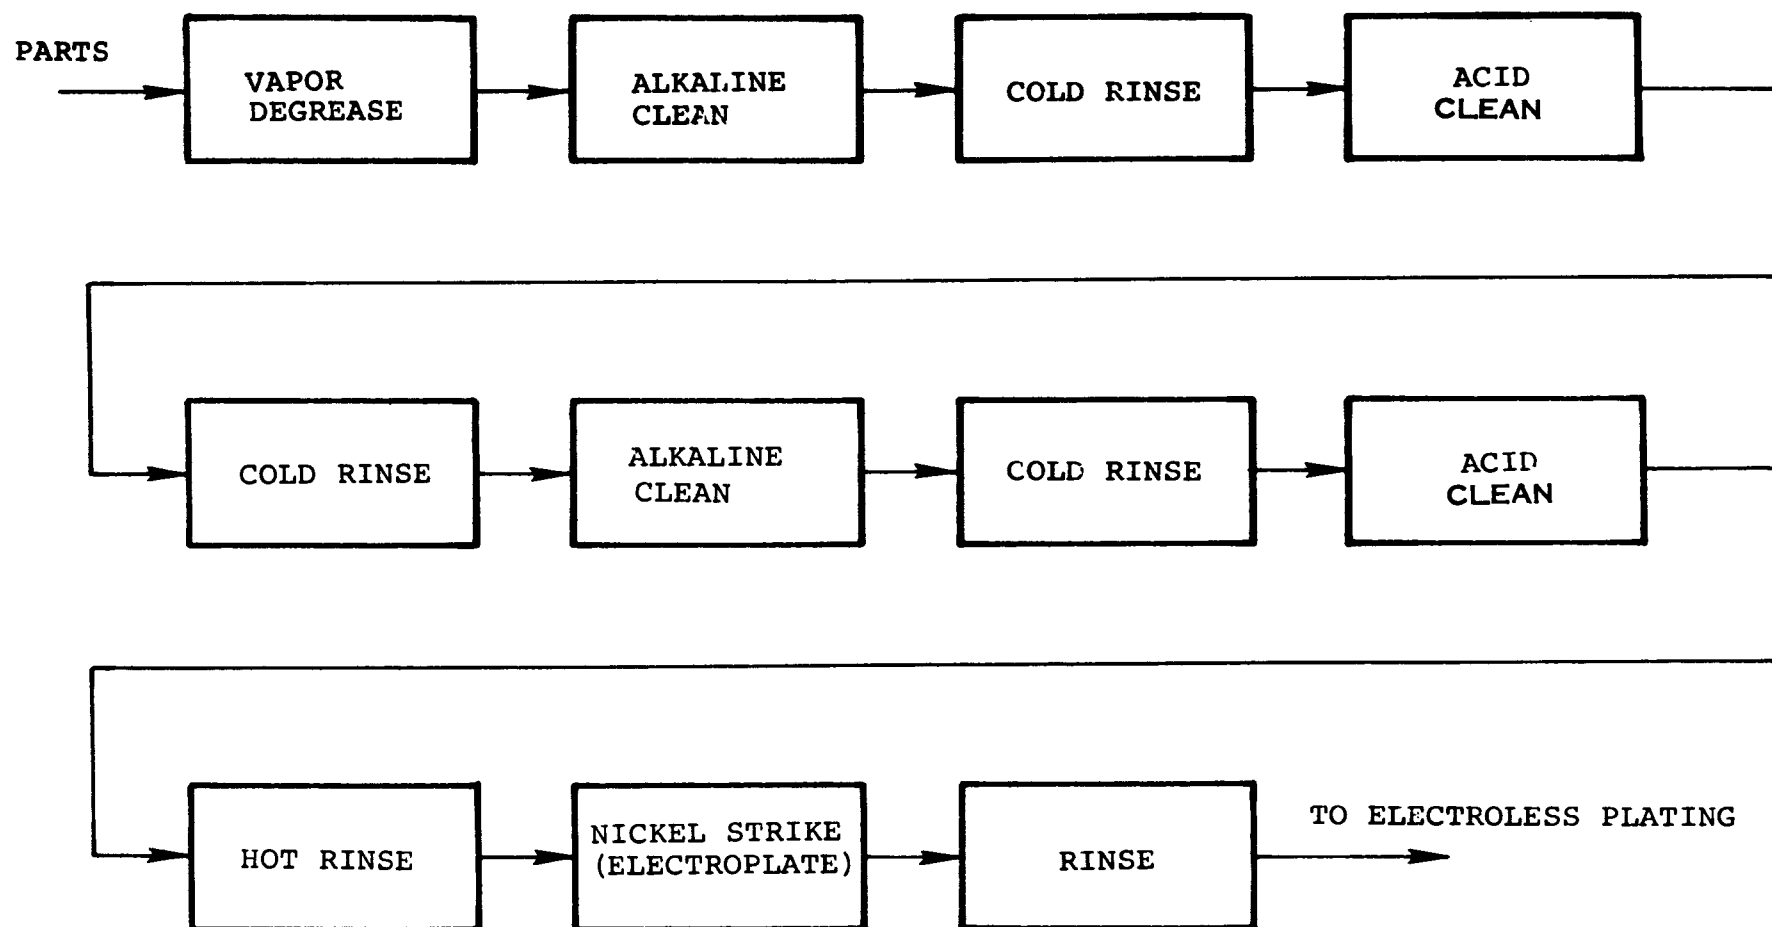 PARTS
VAPOR
DEGREASE
ALKALINE
CLEAN
COLD RINSE
ACID
CLEAN
COLD RINSE
ALKALINE
CLEAN
COLD RINSE
ACID
CLEAN
HOT RINSE
NICKEL STRIKE
(ELECTROPLATE)
RINSE
TO ELECTROLESS PLATING